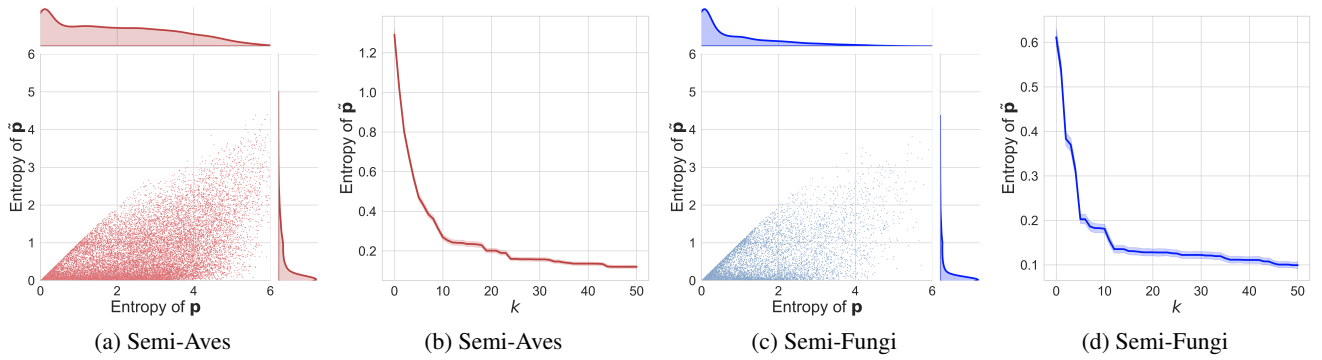 6
5
4
3
2
1
0
0 2 4 6
Entropy of p̃
Entropy of p
(a) Semi-Aves
1.2
1.0
0.8
0.6
0.4
0.2
0 10 20 30 40 50
Entropy of p̃
k
(b) Semi-Aves
6
5
4
3
2
1
0
0 2 4 6
Entropy of p̃
Entropy of p
(c) Semi-Fungi
0.6
0.5
0.4
0.3
0.2
0.1
0 10 20 30 40 50
Entropy of p̃
k
(d) Semi-Fungi